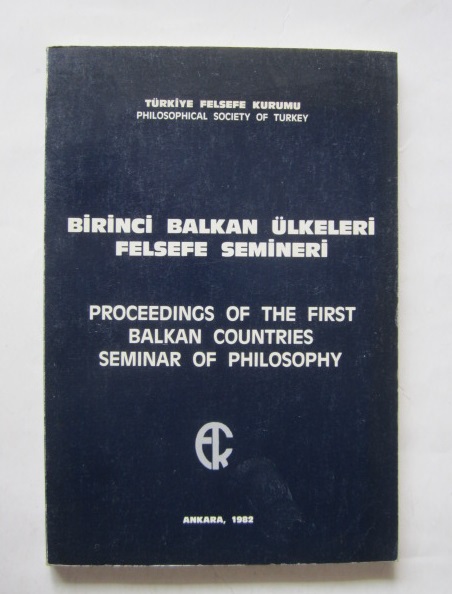 TÜRKİYE FELSEFE KURUMU
PHILOSOPHICAL SOCIETY OF TURKEY
BİRİNCİ BALKAN ÜLKELERİ
FELSEFE SEMİNERİ
PROCEEDINGS OF THE FIRST
BALKAN COUNTRIES
SEMINAR OF PHILOSOPHY
ANKARA, 1982